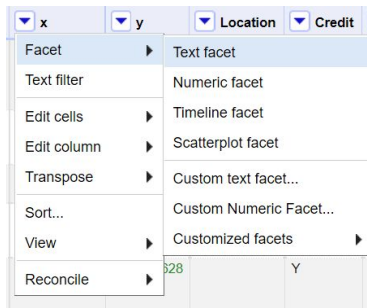 x y Location Credit
Facet
Text filter
Edit cells
Edit column
Transpose
Sort...
View
Reconcile
Text facet
Numeric facet
Timeline facet
Scatterplot facet
Custom text facet...
Custom Numeric Facet...
Customized facets
628 Y